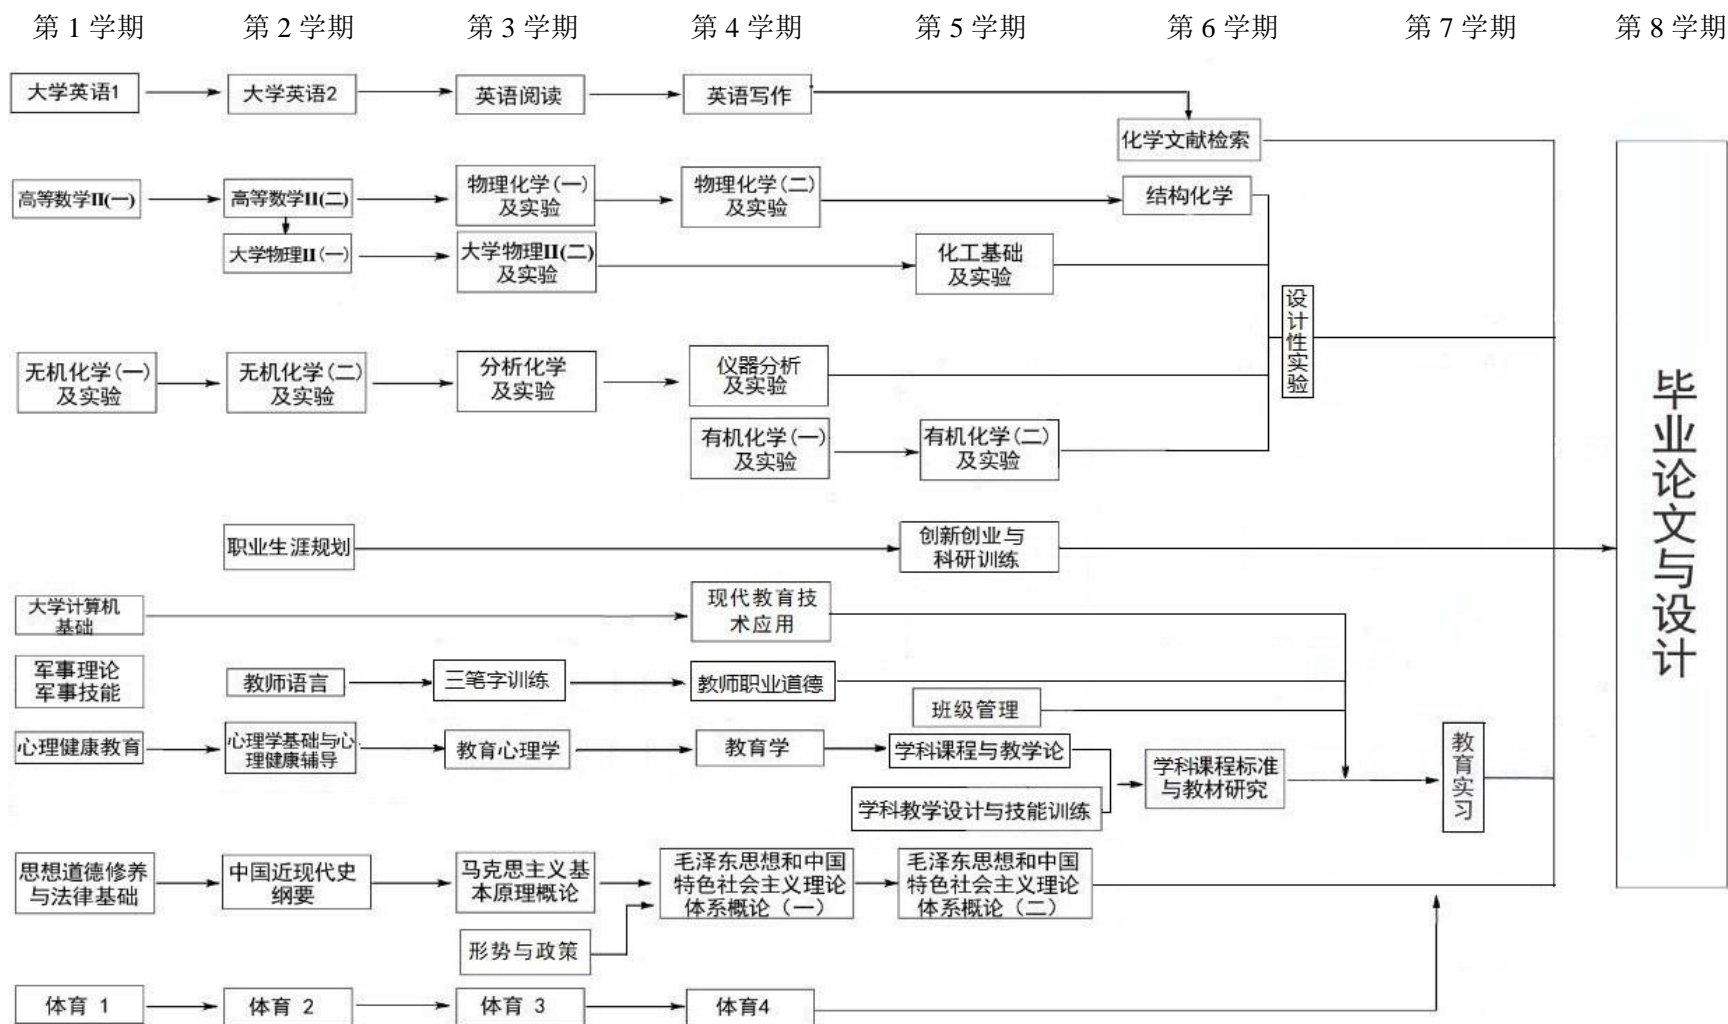 第 1 学期
第 2 学期
第 3 学期
第 4 学期
第 5 学期
第 6 学期
第 7 学期
第 8 学期
大学英语1
大学英语2
英语阅读
英语写作
化学文献检索
高等数学II(一)
高等数学II(二)
物理化学(一)
及实验
物理化学(二)
及实验
结构化学
大学物理II(一)
大学物理II(二)
及实验
化工基础
及实验
设计性实验
无机化学(一)
及实验
无机化学(二)
及实验
分析化学
及实验
仪器分析
及实验
有机化学(一)
及实验
有机化学(二)
及实验
职业生涯规划
创新创业与
科研训练
大学计算机
基础
现代教育技
术应用
军事理论
军事技能
教师语言
三笔字训练
教师职业道德
班级管理
心理健康教育
心理学基础与心
理健康辅导
教育心理学
教育学
学科课程与教学论
学科教学设计与技能训练
学科课程标准
与教材研究
教育实习
思想道德修养
与法律基础
中国近现代史
纲要
马克思主义基
本原理概论
毛泽东思想和中国
特色社会主义理论
体系概论（一）
毛泽东思想和中国
特色社会主义理论
体系概论（二）
形势与政策
体育 1
体育 2
体育 3
体育4
毕业论文与设计